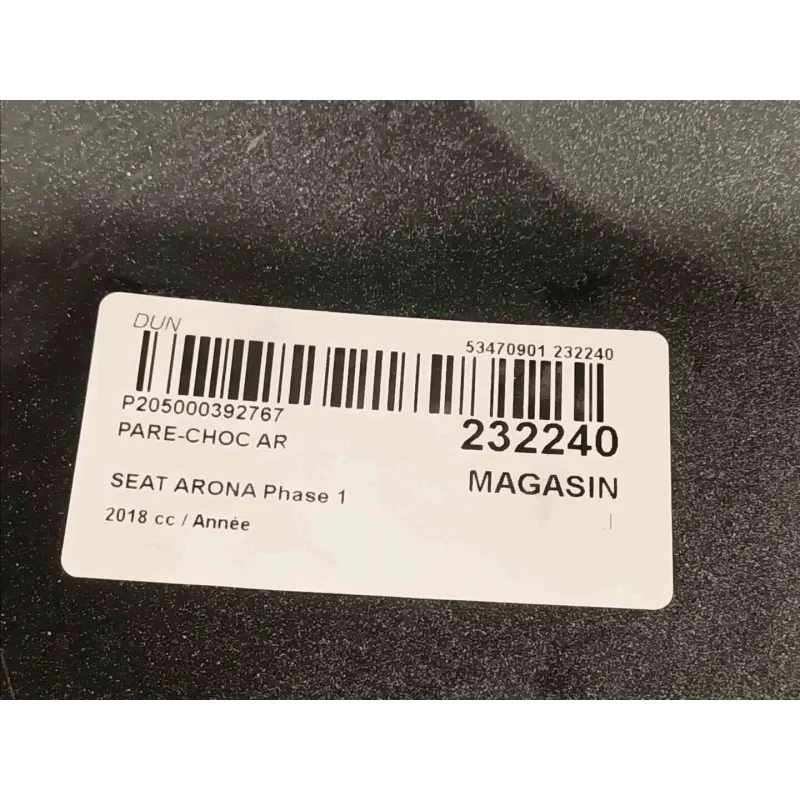 DUN
53470901 232240
P205000392767
232240
PARE-CHOC AR
MAGASIN
SEAT ARONA Phase 1
2018 cc / Année